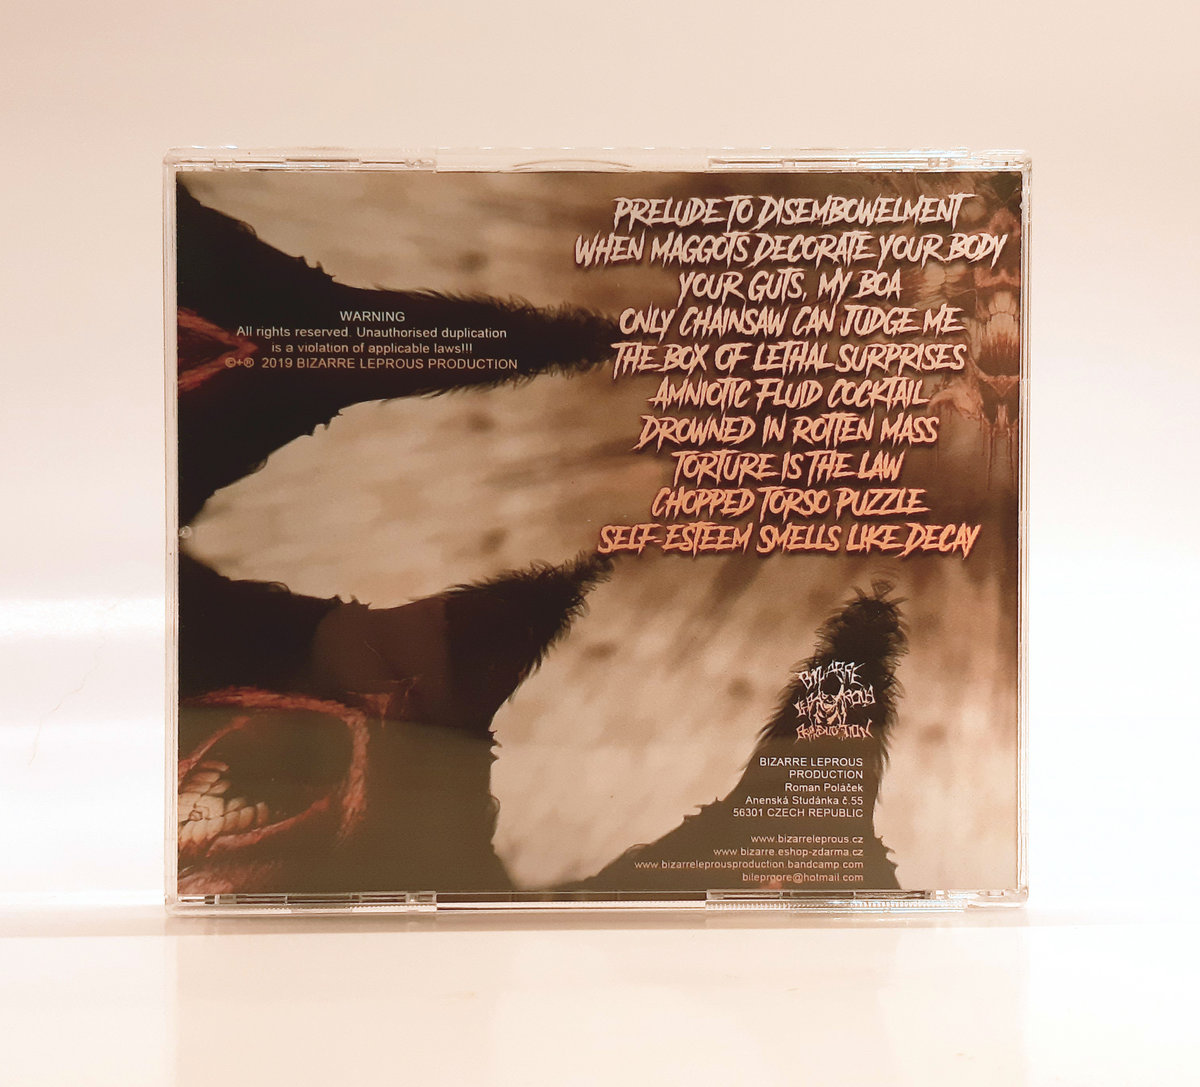 PRELUDE TO DISEMBOWELMENT
WHEN MAGGOTS DECORATE YOUR BODY
YOUR GUTS, MY BOA
ONLY CHAINSAW CAN JUDGE ME
THE BOX OF LETHAL SURPRISES
AMNIOTIC FLUID COCKTAIL
DROWNED IN ROTTEN MASS
TORTURE IS THE LAW
CHOPPED TORSO PUZZLE
SELF-ESTEEM SMELLS LIKE DECAY
WARNING
All rights reserved. Unauthorised duplication
is a violation of applicable laws!!!
©+® 2019 BIZARRE LEPROUS PRODUCTION
BIZARRE
LEPROUS
PRODUCTION
BIZARRE LEPROUS
PRODUCTION
Roman Poláček
Anenská Studánka č.55
56301 CZECH REPUBLIC
www.bizarreleprous.cz
www.bizarre.eshop-zdarma.cz
www.bizarreleprousproduction.bandcamp.com
bileprgore@hotmail.com